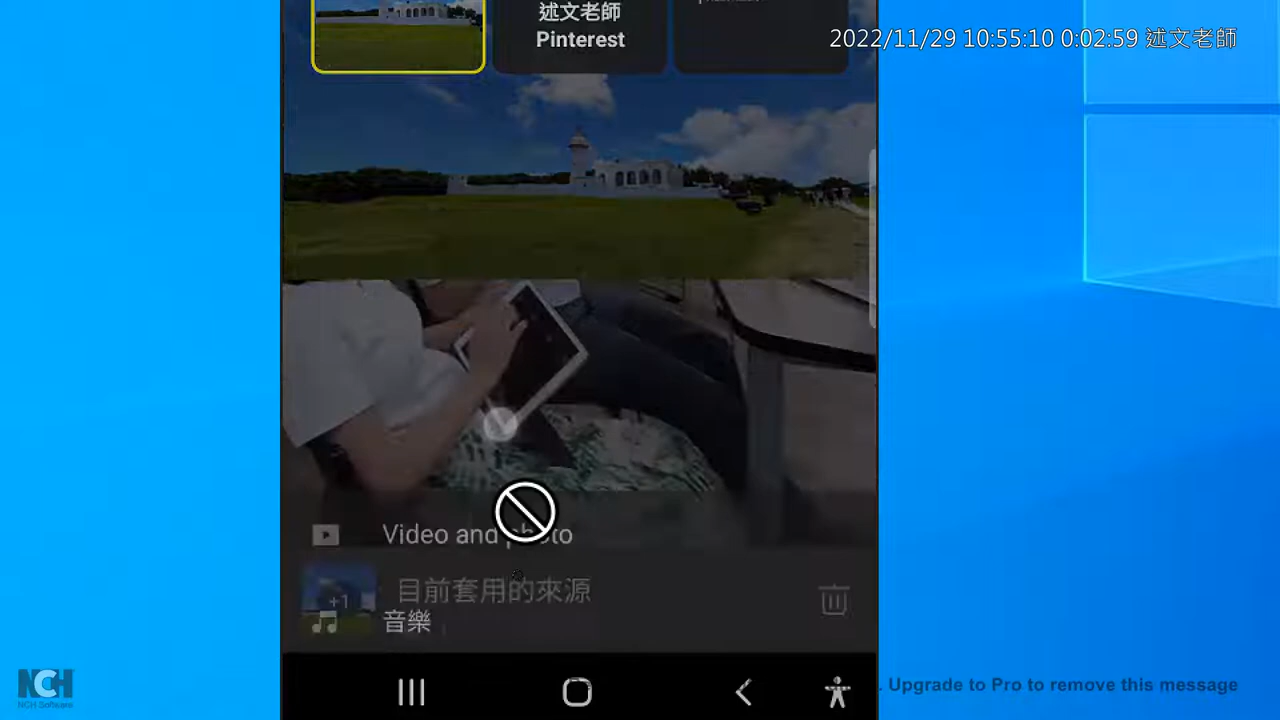 述文老師
Pinterest
2022/11/29 10:55:10 0:02:59 述文老師
Video and photo
目前套用的來源
+1
音樂
NCH
NCH Software
. Upgrade to Pro to remove this message